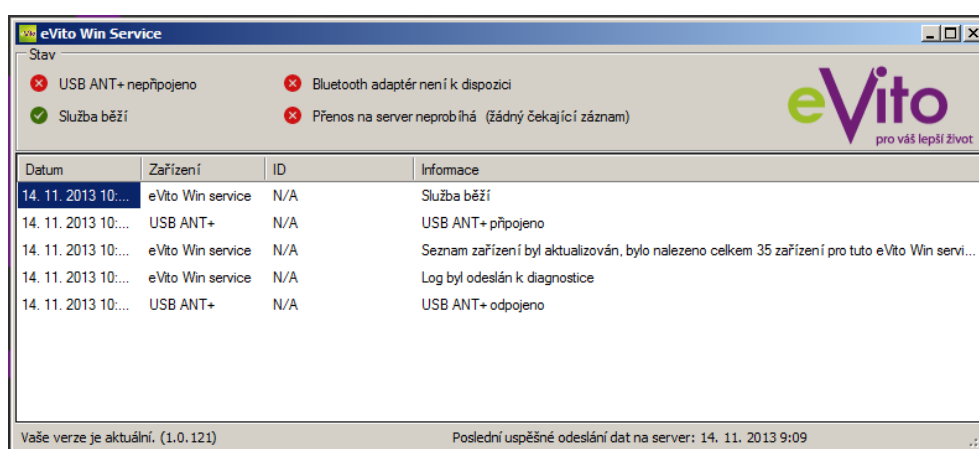 eVito Win Service
Stav
USB ANT+ nepřipojeno
Bluetooth adaptér není k dispozici
Služba běží
Přenos na server neprobíhá (žádný čekající záznam)
eVito
pro váš lepší život
Datum Zařízení ID Informace
14. 11. 2013 10:... eVito Win service N/A Služba běží
14. 11. 2013 10:... USB ANT+ N/A USB ANT+ připojeno
14. 11. 2013 10:... eVito Win service N/A Seznam zařízení byl aktualizován, bylo nalezeno celkem 35 zařízení pro tuto eVito Win servi...
14. 11. 2013 10:... eVito Win service N/A Log byl odeslán k diagnostice
14. 11. 2013 10:... USB ANT+ N/A USB ANT+ odpojeno
Vaše verze je aktuální. (1.0.121) Poslední uspěšné odeslání dat na server: 14. 11. 2013 9:09